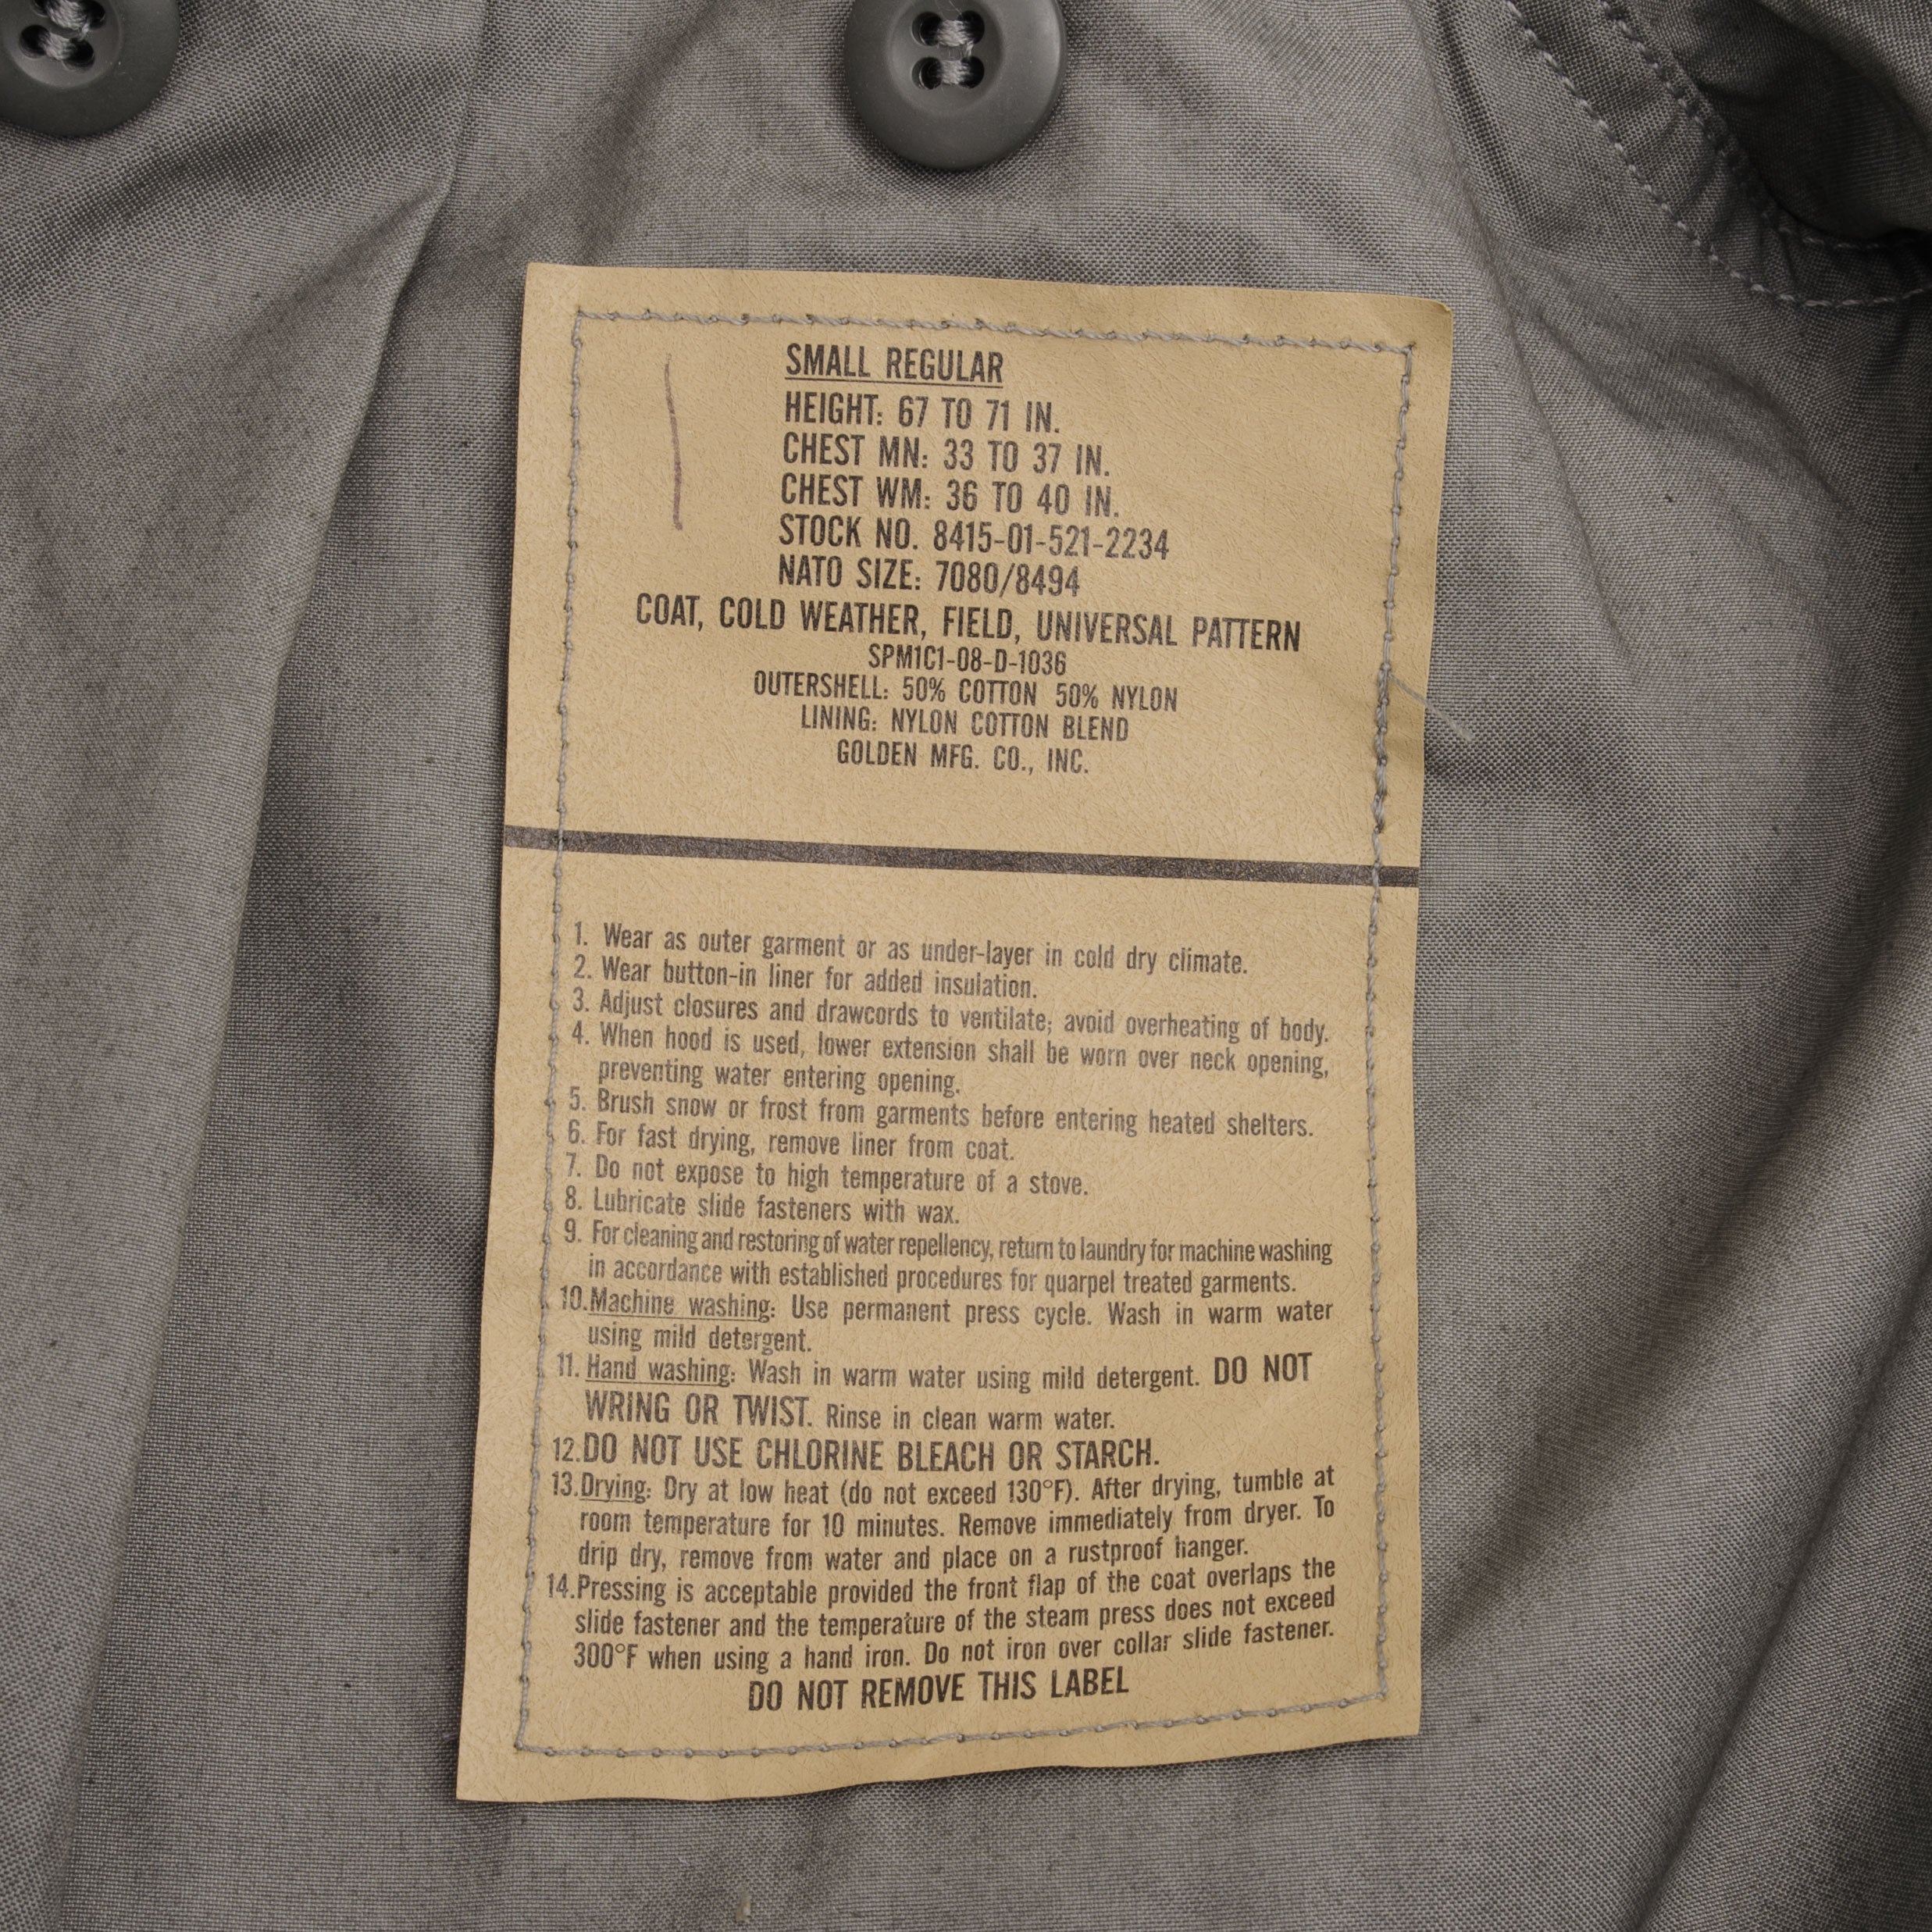 SMALL REGULAR
HEIGHT: 67 TO 71 IN.
CHEST MN: 33 TO 37 IN.
CHEST WM: 36 TO 40 IN.
STOCK NO. 8415-01-521-2234
NATO SIZE: 7080/8494
COAT, COLD WEATHER, FIELD, UNIVERSAL PATTERN
SPM1C1-08-D-1036
OUTERSHELL: 50% COTTON 50% NYLON
LINING: NYLON COTTON BLEND
GOLDEN MFG. CO., INC.
1. Wear as outer garment or as under-layer in cold dry climate.
2. Wear button-in liner for added insulation.
3. Adjust closures and drawcords to ventilate; avoid overheating of body.
4. When hood is used, lower extension shall be worn over neck opening,
preventing water entering opening.
5. Brush snow or frost from garments before entering heated shelters.
6. For fast drying, remove liner from coat.
7. Do not expose to high temperature of a stove.
8. Lubricate slide fasteners with wax.
9. For cleaning and restoring of water repellency, return to laundry for machine washing
in accordance with established procedures for quarpel treated garments.
10. Machine washing: Use permanent press cycle. Wash in warm water
using mild detergent.
11. Hand washing: Wash in warm water using mild detergent. DO NOT
WRING OR TWIST. Rinse in clean warm water.
12. DO NOT USE CHLORINE BLEACH OR STARCH.
13. Drying: Dry at low heat (do not exceed 130°F). After drying, tumble at
room temperature for 10 minutes. Remove immediately from dryer. To
drip dry, remove from water and place on a rustproof hanger.
14. Pressing is acceptable provided the front flap of the coat overlaps the
slide fastener and the temperature of the steam press does not exceed
300°F when using a hand iron. Do not iron over collar slide fastener.
DO NOT REMOVE THIS LABEL